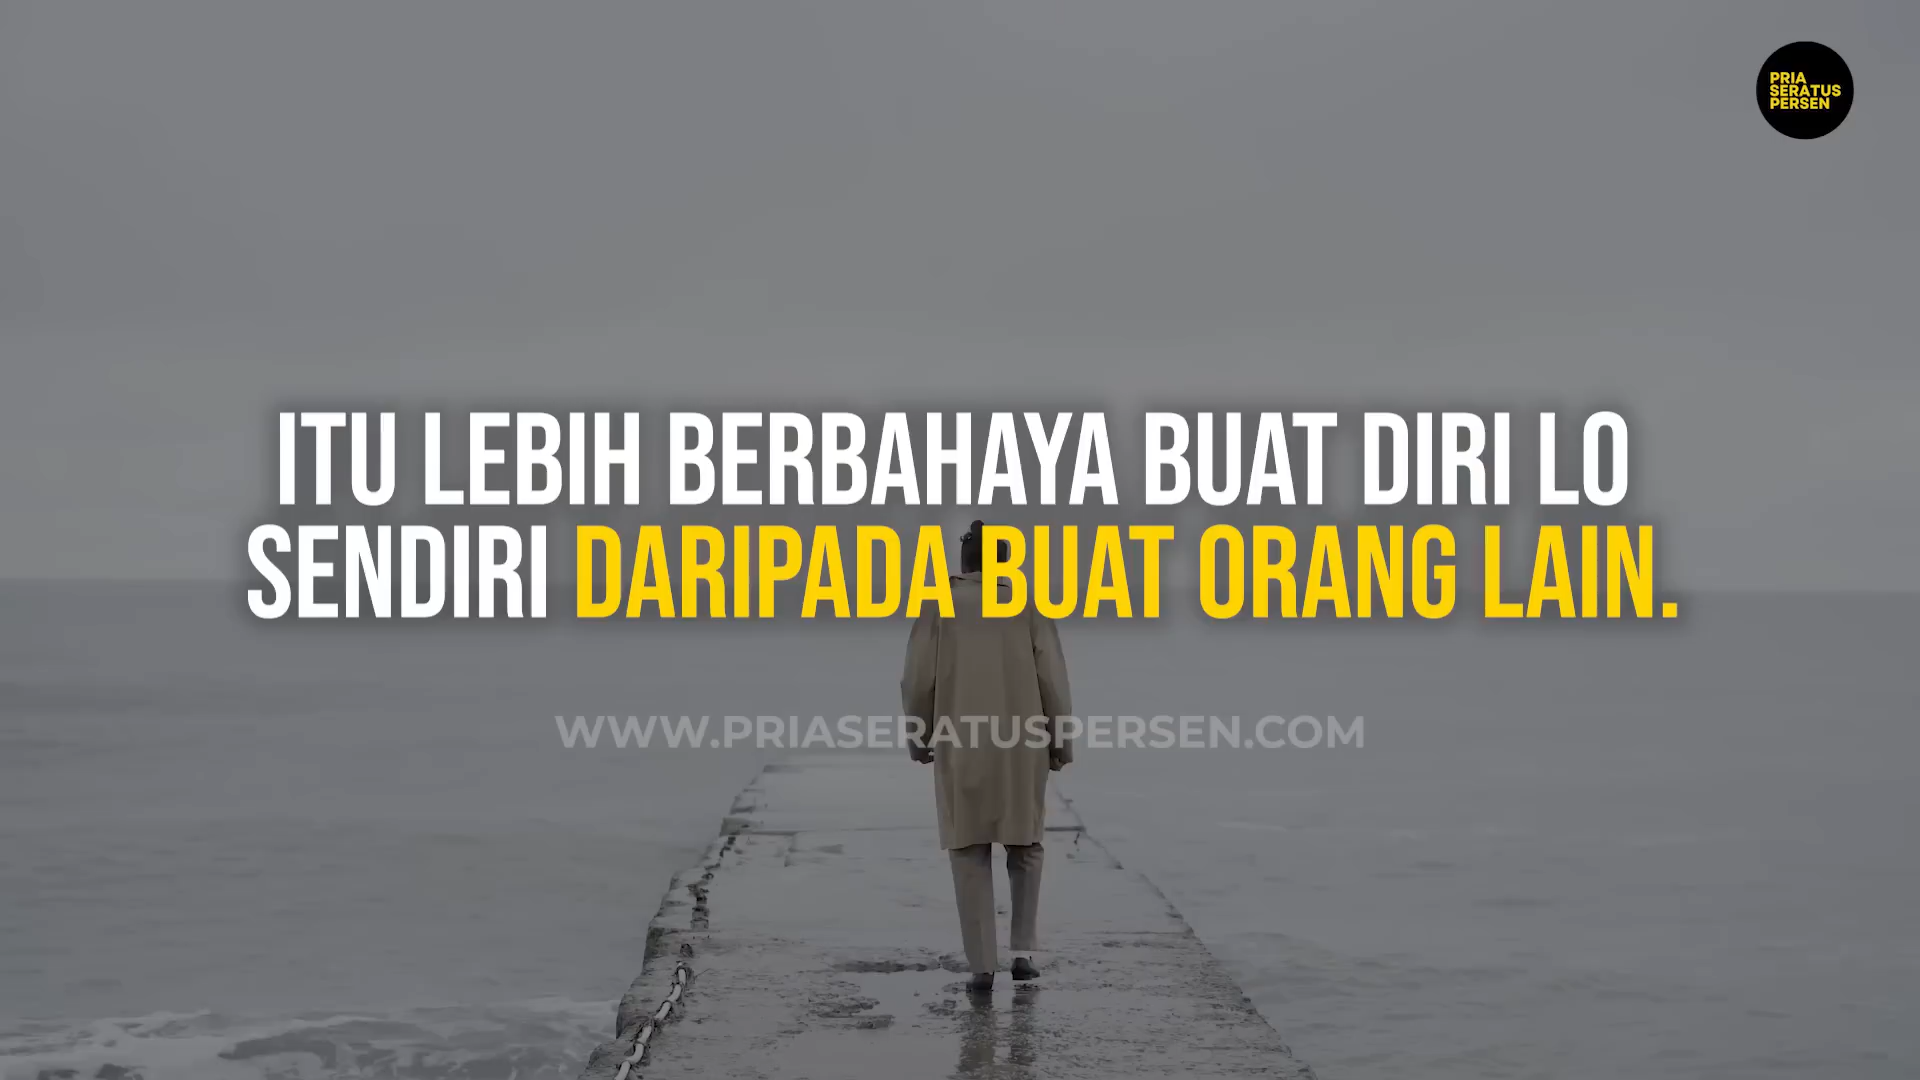 PRIA
SERATUS
PERSEN
ITU LEBIH BERBAHAYA BUAT DIRI LO
SENDIRI DARIPADA BUAT ORANG LAIN.
WWW.PRIASERATUSPERSEN.COM